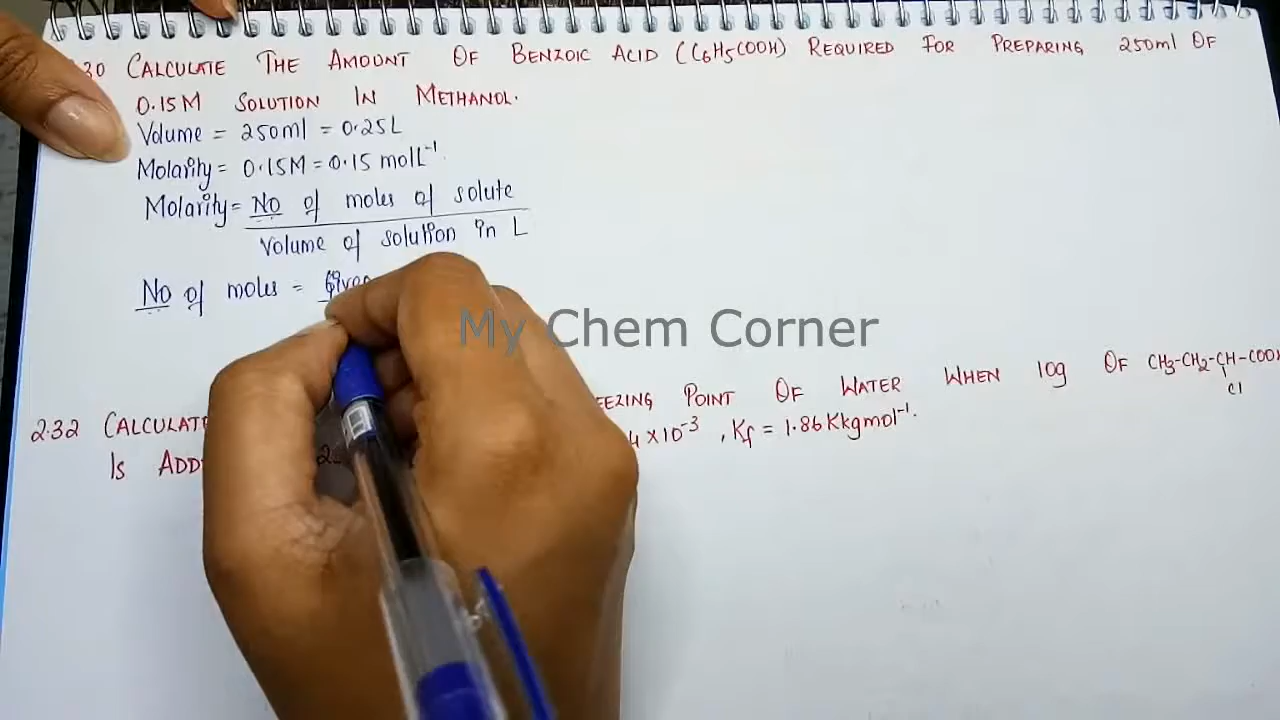 30 CALCULATE THE AMOUNT OF BENZOIC ACID (C6H5COOH) REQUIRED FOR PREPARING 250ml OF
0.15M SOLUTION IN METHANOL.
Volume = 250ml = 0.25L
Molarity = 0.15M = 0.15 molL⁻¹.
Molarity = No of moles of solute
Volume of solution in L
No of moles = Given
My Chem Corner
2.32 CALCULATE EEZING POINT OF WATER WHEN 10g OF CH3-CH2-CH-COOH
Cl
IS ADD 2 4 ×10⁻³ , Kf = 1.86 Kkgmol⁻¹.